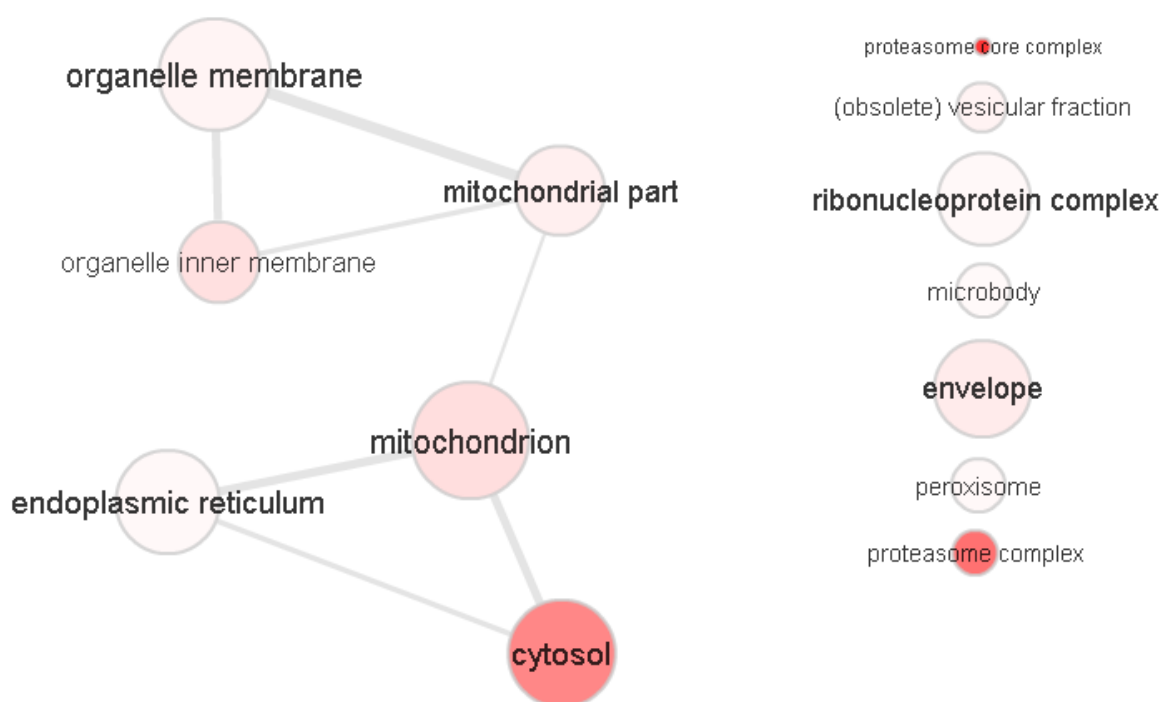 organelle membrane
mitochondrial part
organelle inner membrane
mitochondrion
endoplasmic reticulum
cytosol
proteasome core complex
(obsolete) vesicular fraction
ribonucleoprotein complex
microbody
envelope
peroxisome
proteasome complex